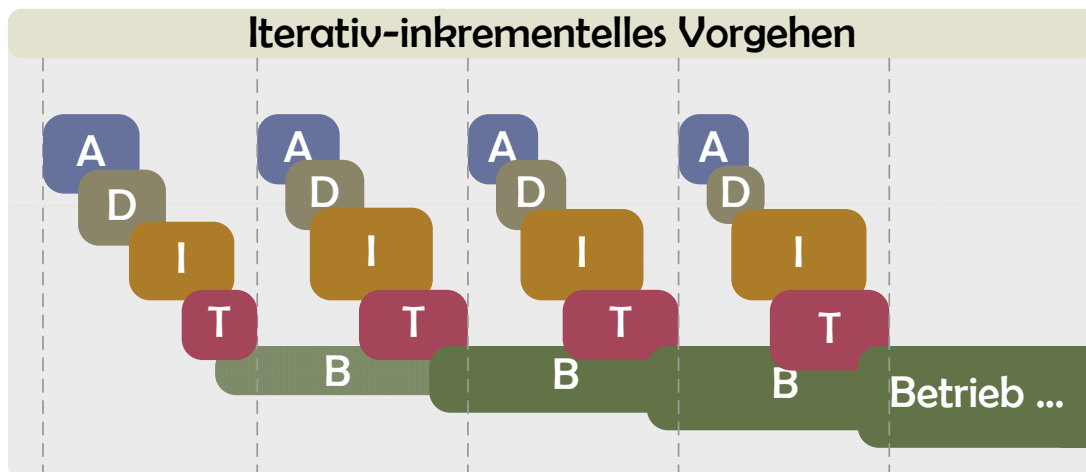 Iterativ-inkrementelles Vorgehen
A A A A
D D D D
I I I I
T T T T
B B B Betrieb ...